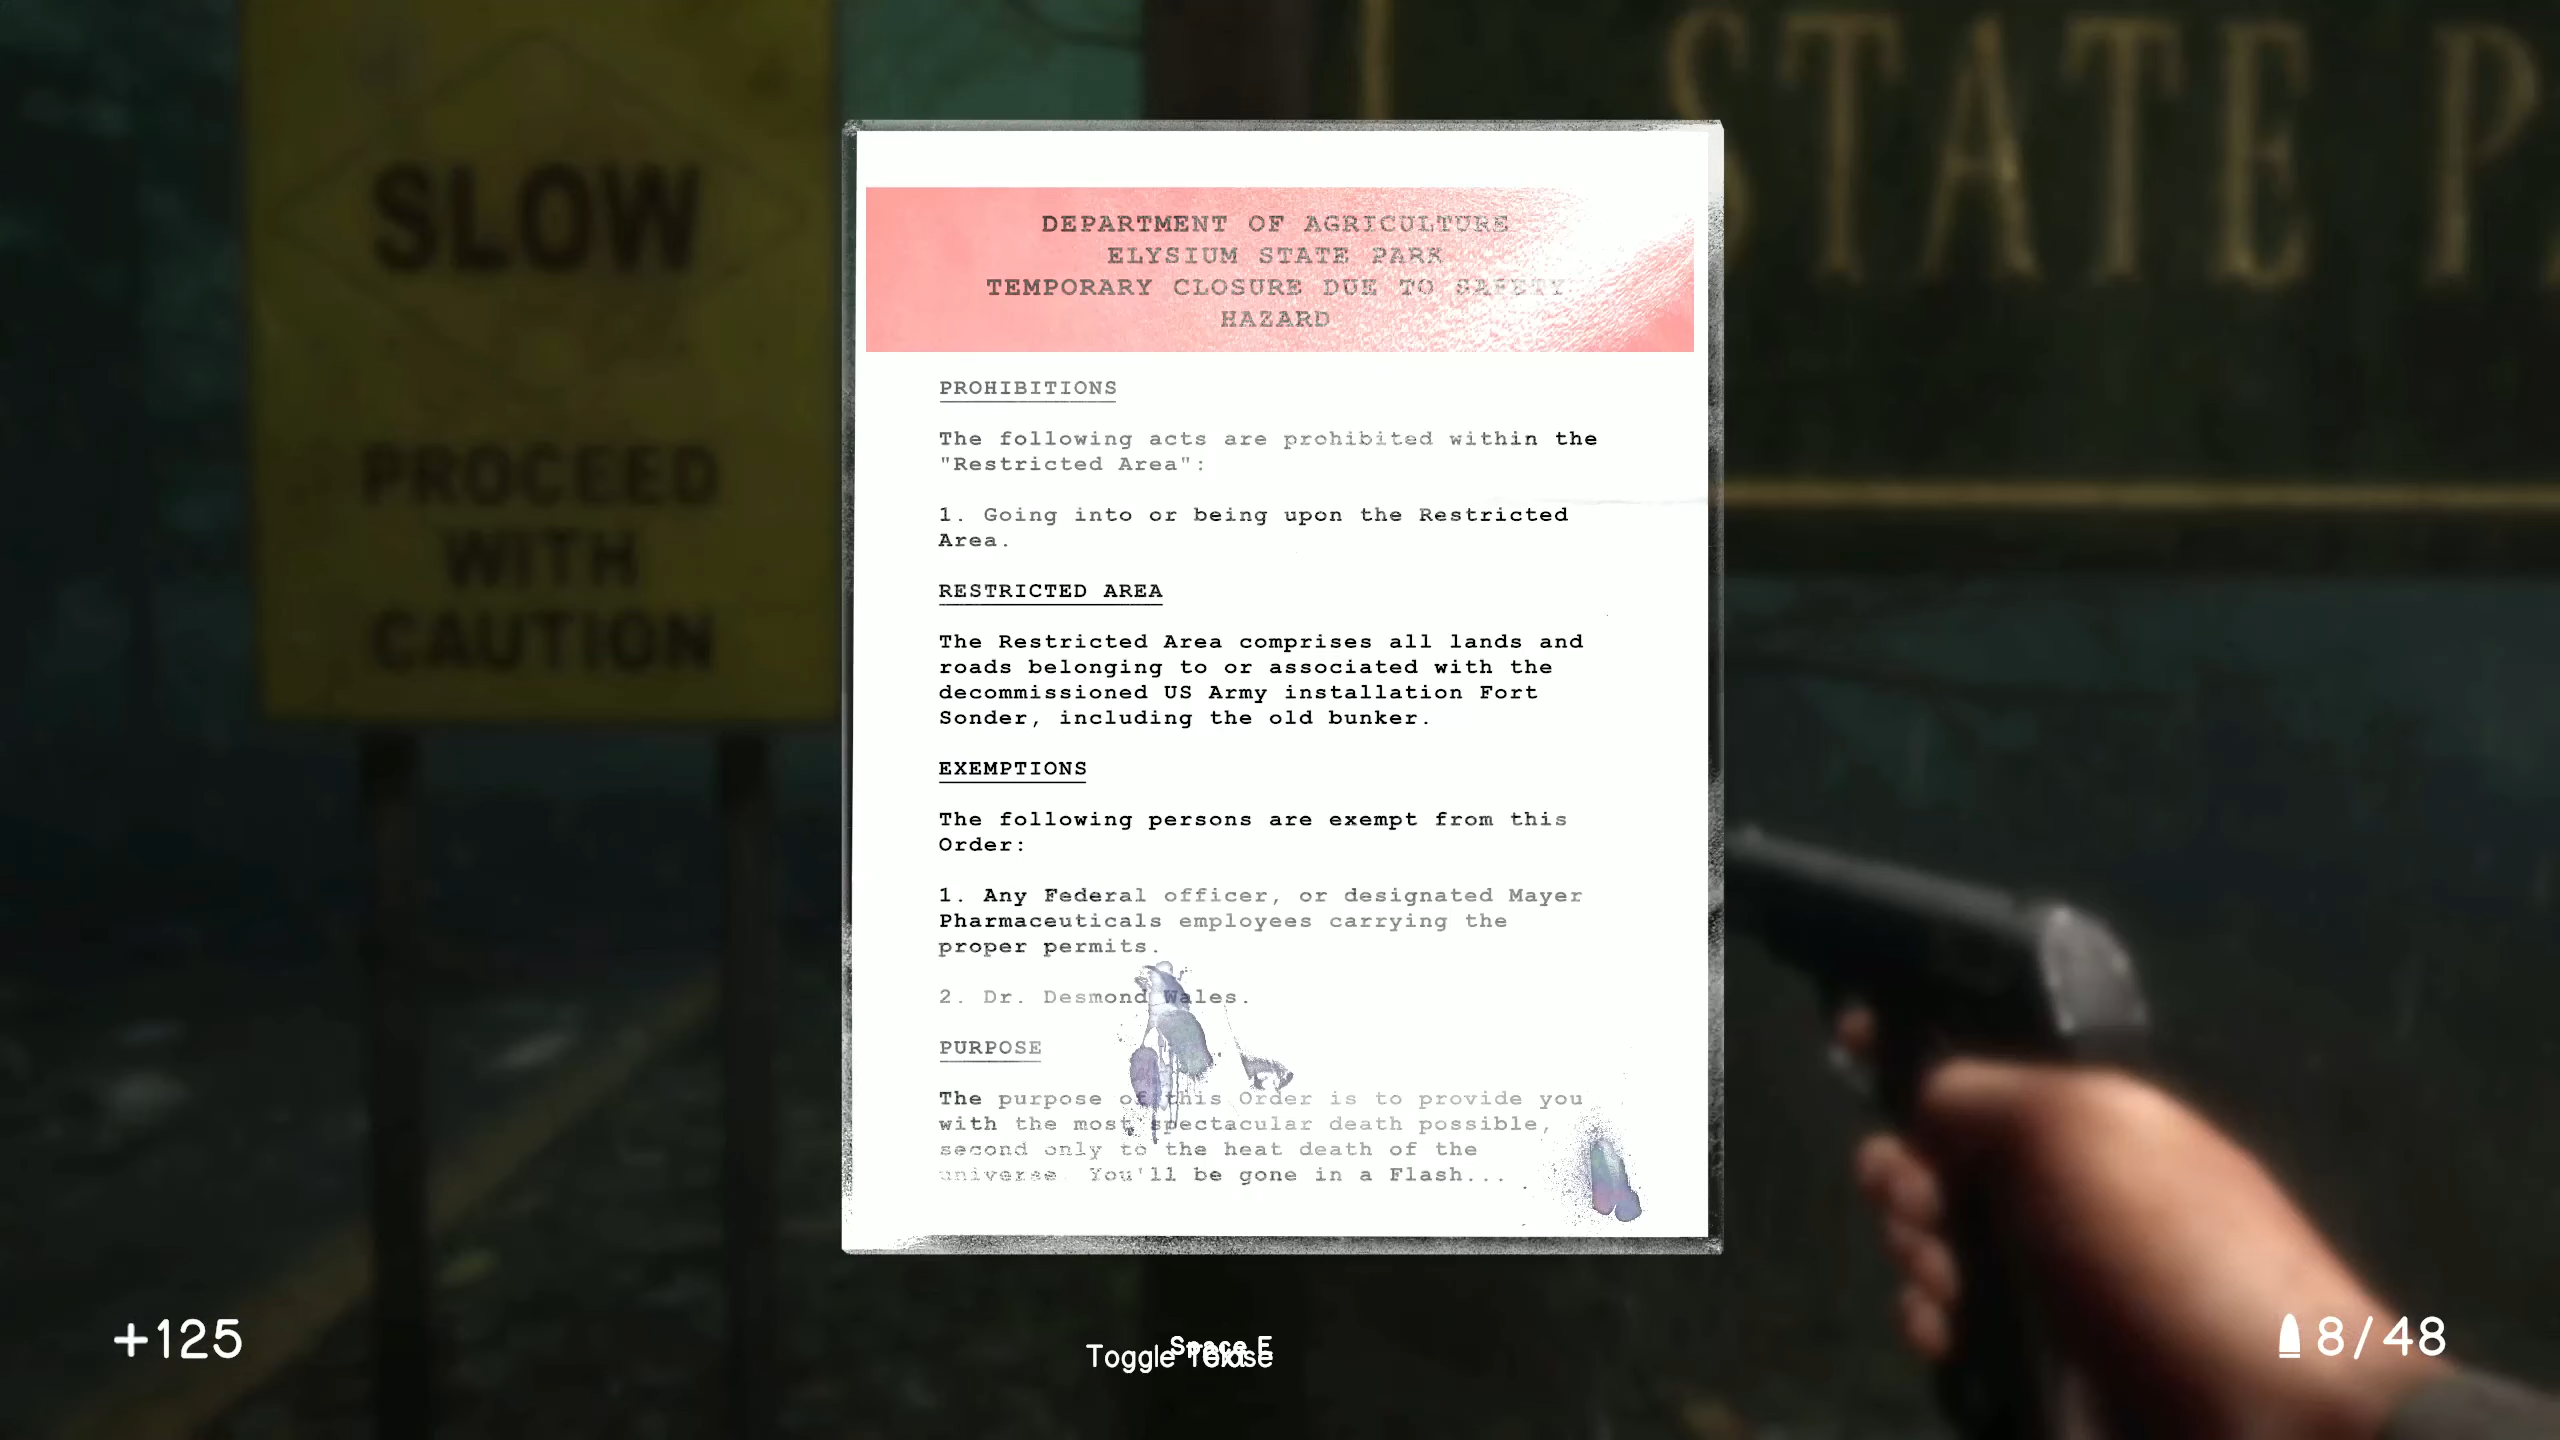 SLOW
PROCEED
WITH
CAUTION
STATE P
DEPARTMENT OF AGRICULTURE
ELYSIUM STATE PARK
TEMPORARY CLOSURE DUE TO SAFETY
HAZARD
PROHIBITIONS
The following acts are prohibited within the
"Restricted Area":
1. Going into or being upon the Restricted
Area.
RESTRICTED AREA
The Restricted Area comprises all lands and
roads belonging to or associated with the
decommissioned US Army installation Fort
Sonder, including the old bunker.
EXEMPTIONS
The following persons are exempt from this
Order:
1. Any Federal officer, or designated Mayer
Pharmaceuticals employees carrying the
proper permits.
2. Dr. Desmond Wales.
PURPOSE
The purpose of this Order is to provide you
with the most spectacular death possible,
second only to the heat death of the
universe. You'll be gone in a Flash...
+125
Space E
Toggle
8/48